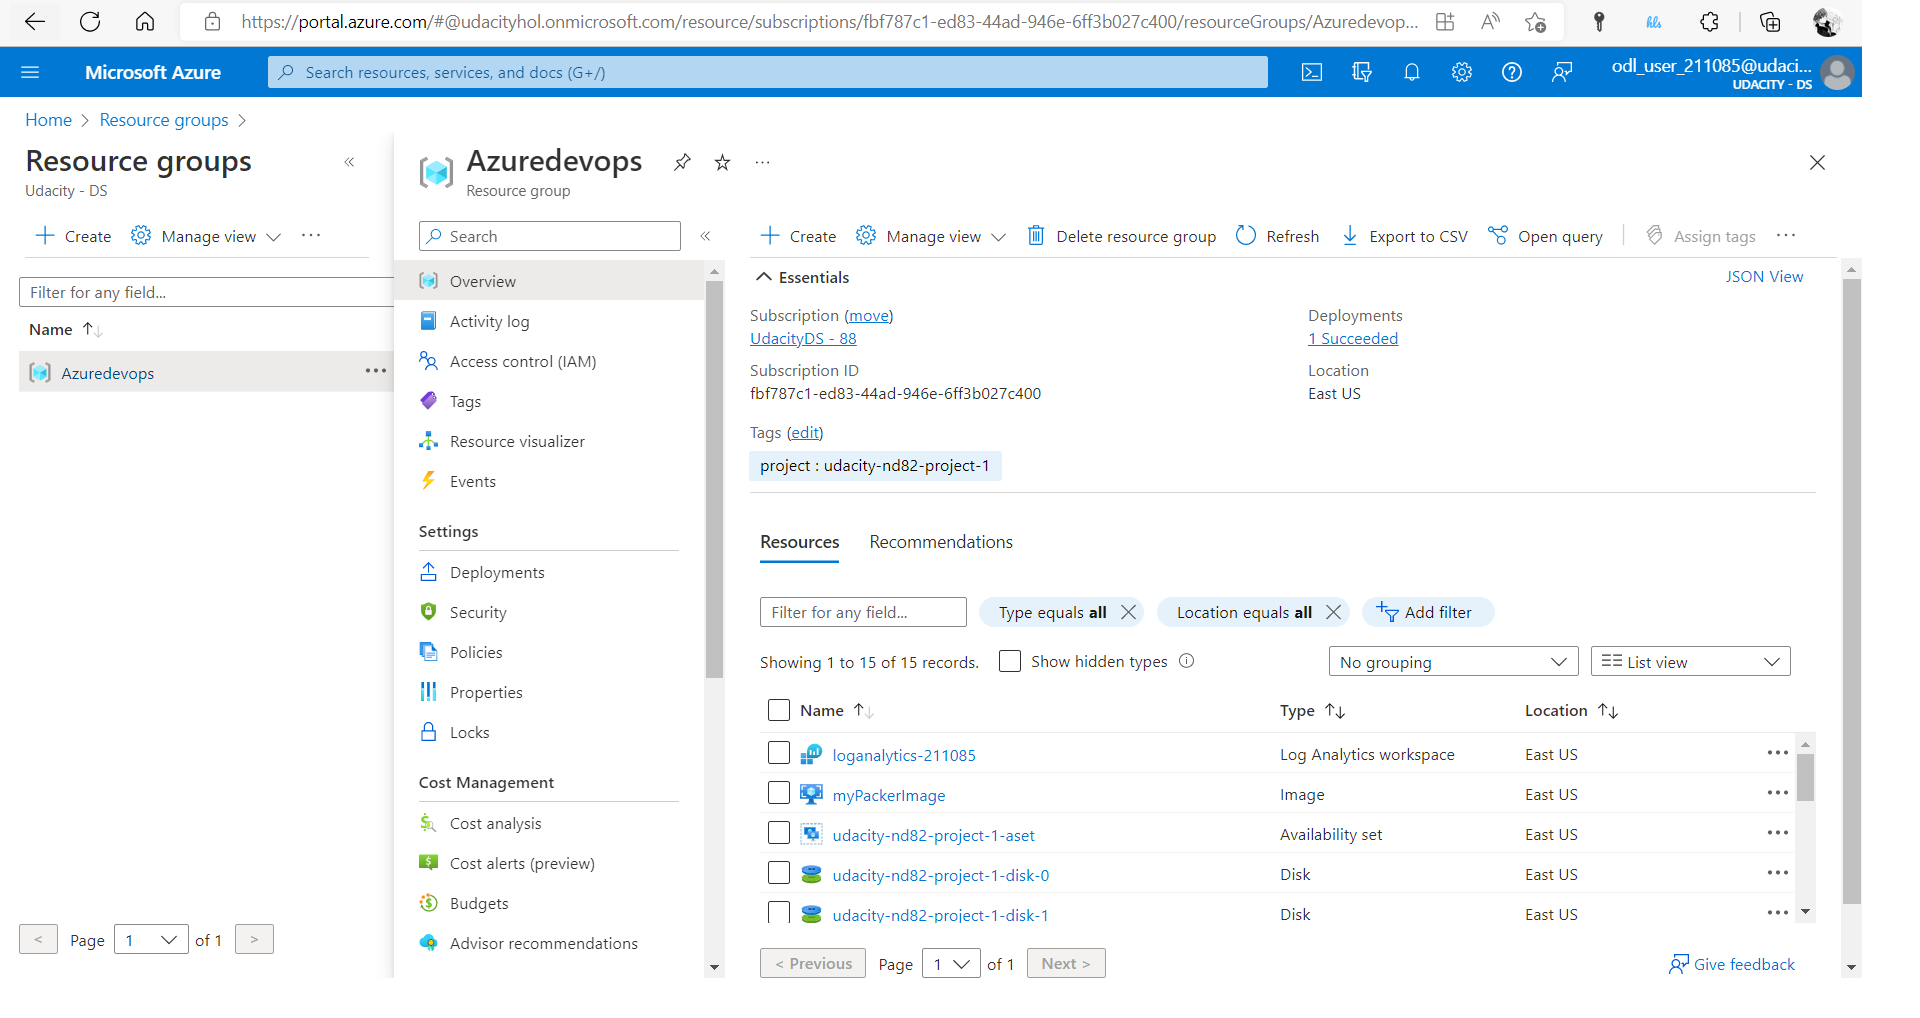 https://portal.azure.com/#@udacityhol.onmicrosoft.com/resource/subscriptions/fbf787c1-ed83-44ad-946e-6ff3b027c400/resourceGroups/Azuredevop...
hls
Microsoft Azure
Search resources, services, and docs (G+/)
odl_user_211085@udaci...
UDACITY - DS
Home > Resource groups >
Resource groups
Udacity - DS
Create
Manage view
Filter for any field...
Name
Azuredevops
< Page 1 of 1 >
Azuredevops
Resource group
Search
Overview
Activity log
Access control (IAM)
Tags
Resource visualizer
Events
Settings
Deployments
Security
Policies
Properties
Locks
Cost Management
Cost analysis
Cost alerts (preview)
Budgets
Advisor recommendations
Create
Manage view
Delete resource group
Refresh
Export to CSV
Open query
Assign tags
Essentials
JSON View
Subscription (move)
UdacityDS - 88
Subscription ID
fbf787c1-ed83-44ad-946e-6ff3b027c400
Deployments
1 Succeeded
Location
East US
Tags (edit)
project : udacity-nd82-project-1
Resources
Recommendations
Filter for any field...
Type equals all
Location equals all
Add filter
Showing 1 to 15 of 15 records.
Show hidden types
No grouping
List view
Name Type Location
loganalytics-211085 Log Analytics workspace East US
myPackerImage Image East US
udacity-nd82-project-1-aset Availability set East US
udacity-nd82-project-1-disk-0 Disk East US
udacity-nd82-project-1-disk-1 Disk East US
< Previous Page 1 of 1 Next >
Give feedback